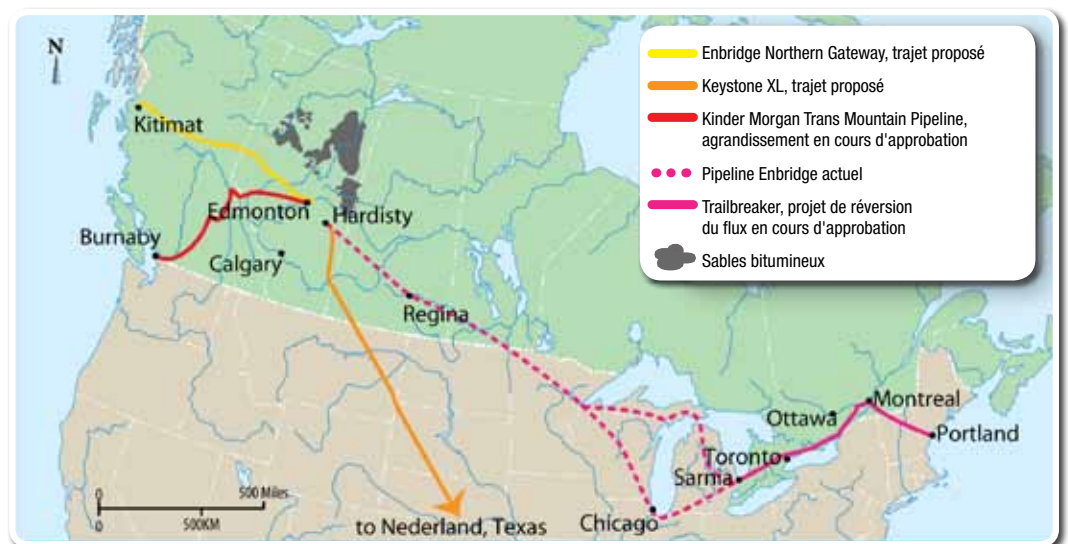 N
Enbridge Northern Gateway, trajet proposé
Keystone XL, trajet proposé
Kinder Morgan Trans Mountain Pipeline,
agrandissement en cours d'approbation
Pipeline Enbridge actuel
Trailbreaker, projet de réversion
du flux en cours d'approbation
Sables bitumineux
Kitimat
Edmonton
Hardisty
Burnaby
Calgary
Regina
Ottawa
Montreal
Portland
Toronto
Sarnia
Chicago
to Nederland, Texas
0
500 Miles
0
500KM